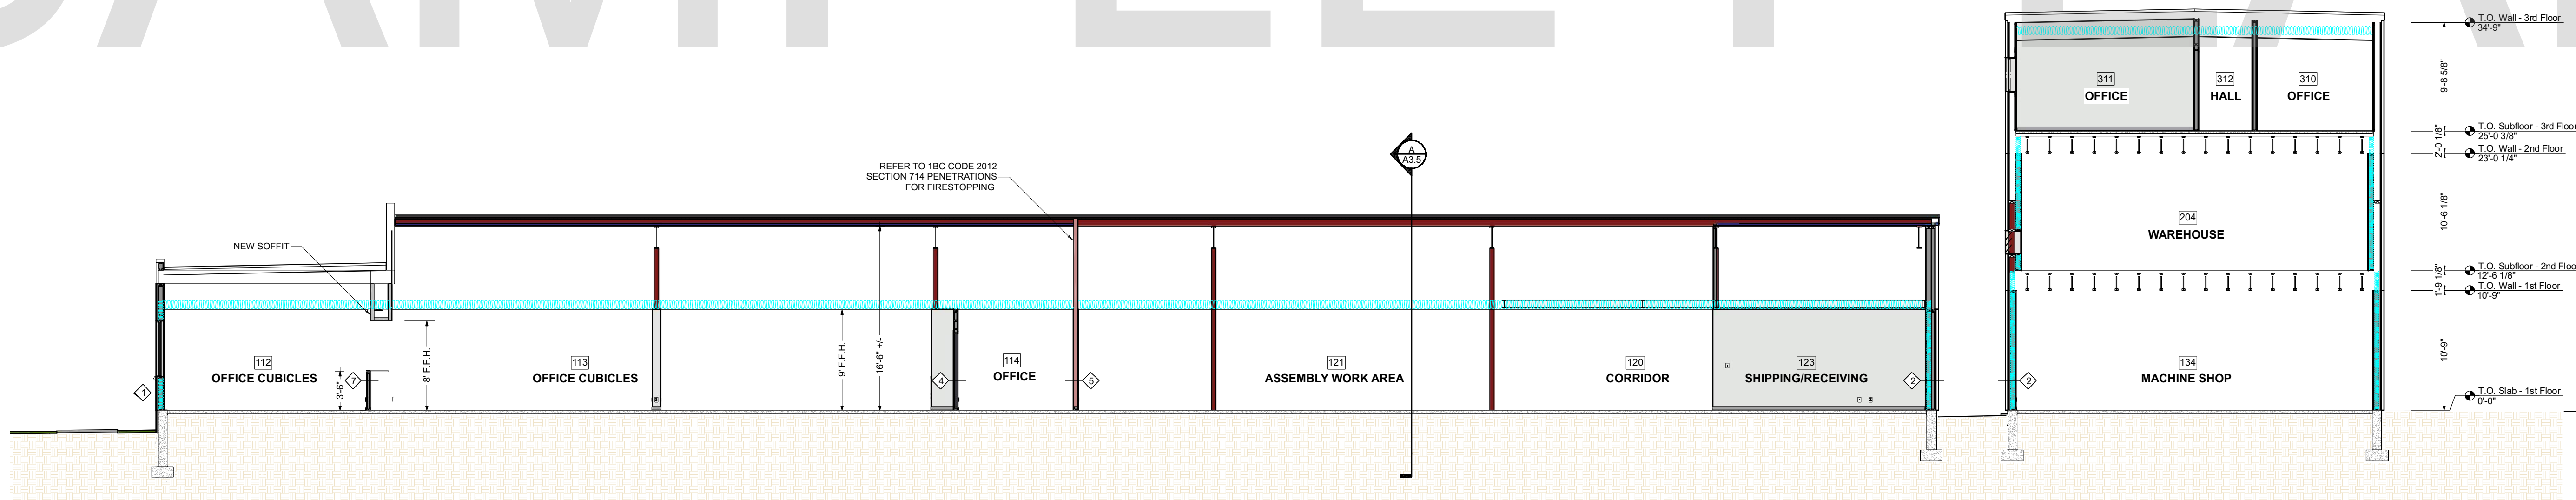 SAMPLE PLA
T.O. Wall - 3rd Floor
34'-9"
9'-8 5/8"
311
OFFICE
312
HALL
310
OFFICE
T.O. Subfloor - 3rd Floor
25'-0 3/8"
2'-0 1/8"
T.O. Wall - 2nd Floor
23'-0 1/4"
A
A3.5
REFER TO 1BC CODE 2012
SECTION 714 PENETRATIONS
FOR FIRESTOPPING
10'-6 1/8"
204
WAREHOUSE
NEW SOFFIT
T.O. Subfloor - 2nd Floo
12'-6 1/8"
1'-9 1/8"
T.O. Wall - 1st Floor
10'-9"
112
OFFICE CUBICLES
113
OFFICE CUBICLES
114
OFFICE
121
ASSEMBLY WORK AREA
120
CORRIDOR
123
SHIPPING/RECEIVING
134
MACHINE SHOP
1
3'-6"
7
8' F.F.H.
9' F.F.H.
16'-6" +/-
4
5
2
2
10'-9"
T.O. Slab - 1st Floor
0'-0"